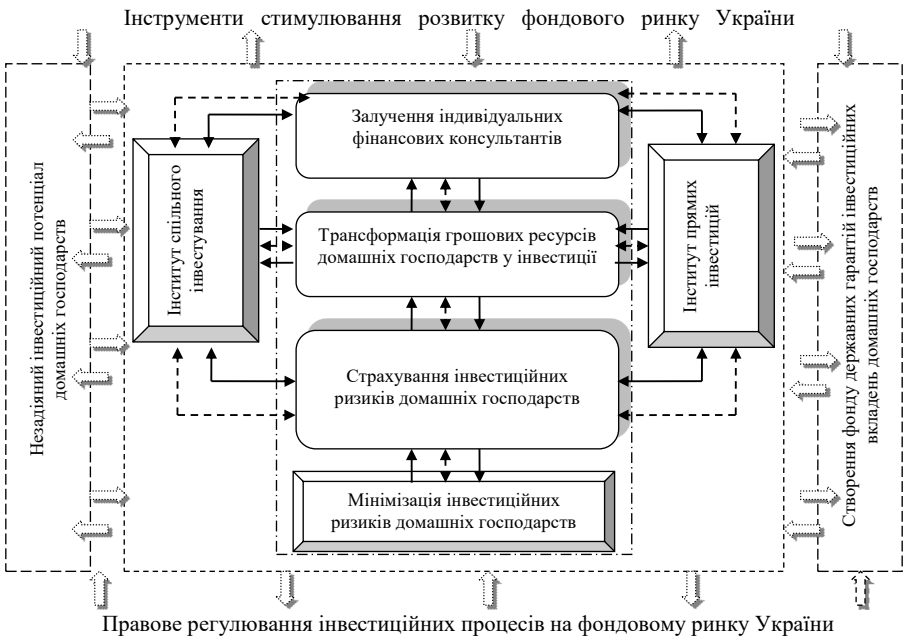 Інструменти стимулювання розвитку фондового ринку України
Незадіяний інвестиційний потенціал
домашніх господарств
Інститут спільного
інвестування
Залучення індивідуальних
фінансових консультантів
Трансформація грошових ресурсів
домашніх господарств у інвестиції
Страхування інвестиційних
ризиків домашніх господарств
Мінімізація інвестиційних
ризиків домашніх господарств
Інститут прямих
інвестицій
Створення фонду державних гарантій інвестиційних
вкладень домашніх господарств
Правове регулювання інвестиційних процесів на фондовому ринку України